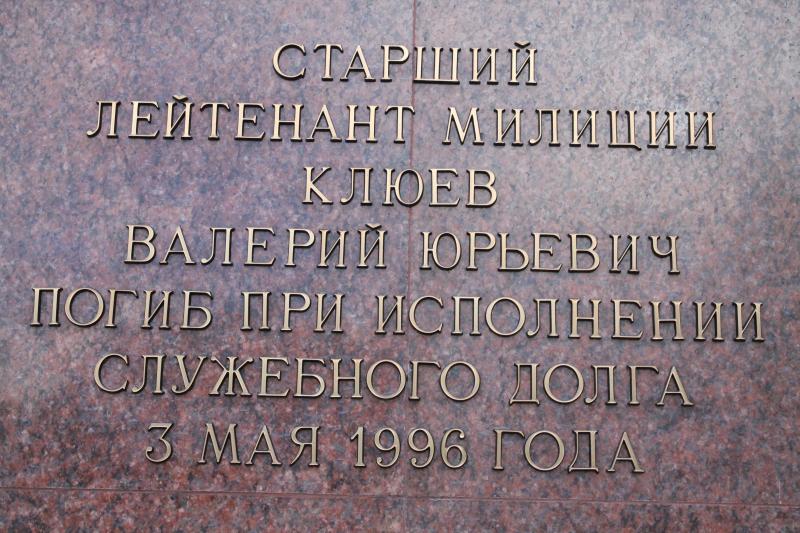 СТАРШИЙ
ЛЕЙТЕНАНТ МИЛИЦИИ
КЛЮЕВ
ВАЛЕРИЙ ЮРЬЕВИЧ
ПОГИБ ПРИ ИСПОЛНЕНИИ
СЛУЖЕБНОГО ДОЛГА
3 МАЯ 1996 ГОДА